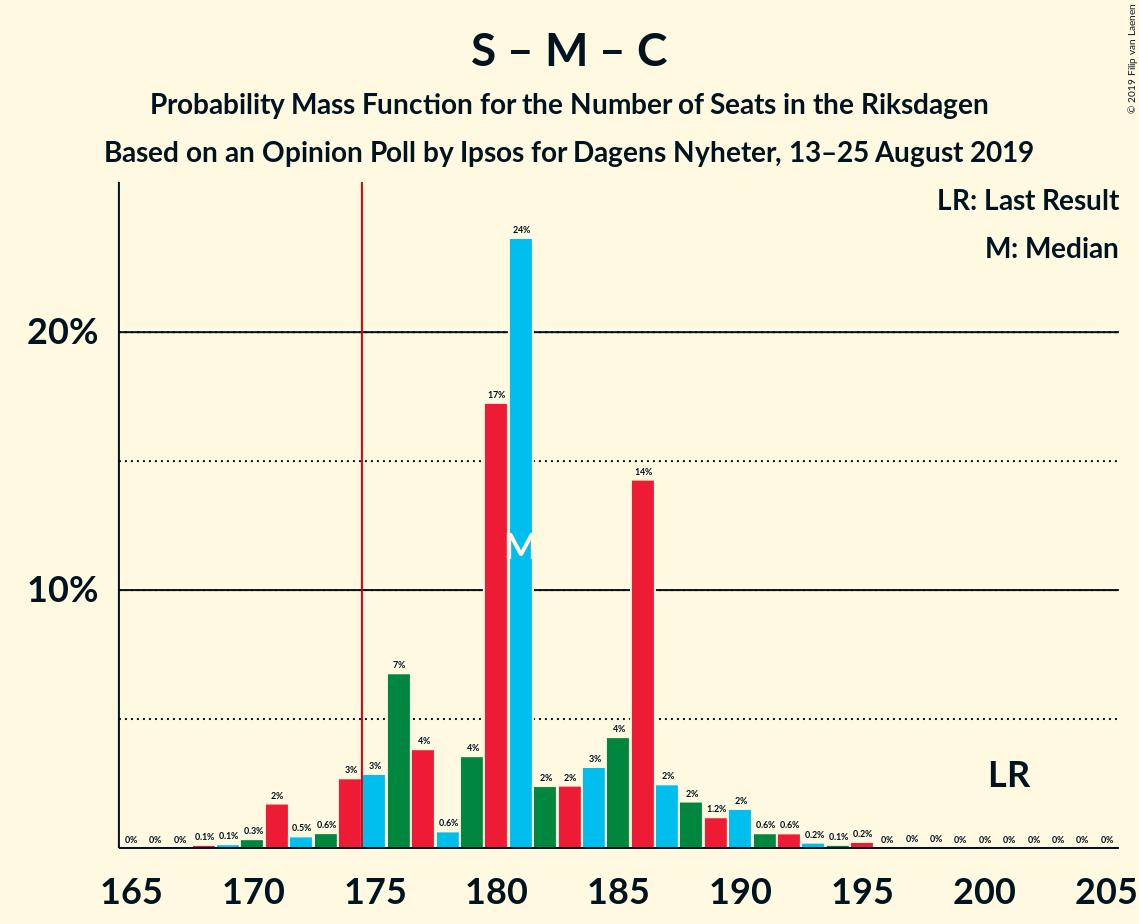 S – M – C
Probability Mass Function for the Number of Seats in the Riksdagen
Based on an Opinion Poll by Ipsos for Dagens Nyheter, 13–25 August 2019
© 2019 Filip van Laenen
LR: Last Result
M: Median
20%
10%
0% 0% 0% 0.1% 0.1% 0.3% 2% 0.5% 0.6% 3% 3% 7% 4% 0.6% 4% 17% 24% 2% 2% 3% 4% 14% 2% 2% 1.2% 2% 0.6% 0.6% 0.2% 0.1% 0.2% 0% 0% 0% 0% 0% 0% 0% 0% 0% 0%
M
LR
165 170 175 180 185 190 195 200 205